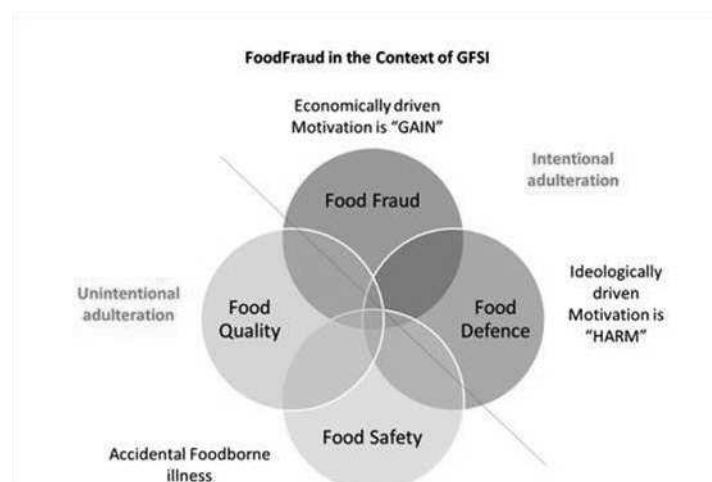 FoodFraud in the Context of GFSI
Economically driven
Motivation is “GAIN”
Intentional
adulteration
Food Fraud
Ideologically
driven
Motivation is
“HARM”
Unintentional
adulteration
Food
Quality
Food
Defence
Food Safety
Accidental Foodborne
illness